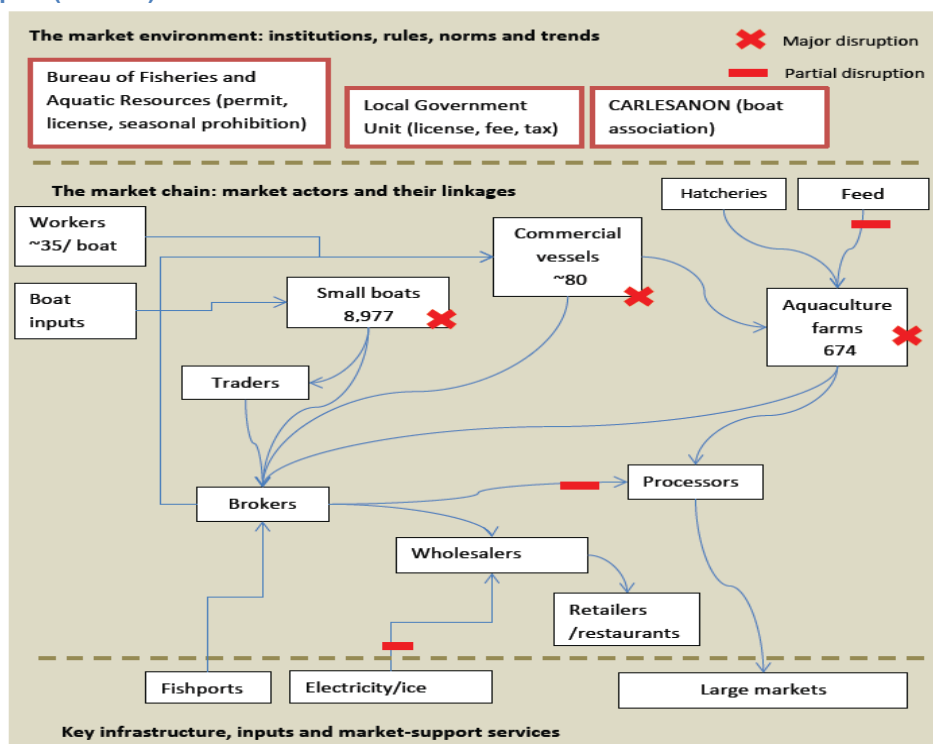 The market environment: institutions, rules, norms and trends
Major disruption
Partial disruption
Bureau of Fisheries and
Aquatic Resources (permit,
license, seasonal prohibition)
Local Government
Unit (license, fee, tax)
CARLESANON (boat
association)
The market chain: market actors and their linkages
Hatcheries
Feed
Workers
~35/ boat
Commercial
vessels
~80
Boat
inputs
Small boats
8,977
Aquaculture
farms
674
Traders
Processors
Brokers
Wholesalers
Retailers
/restaurants
Fishports
Electricity/ice
Large markets
Key infrastructure, inputs and market-support services